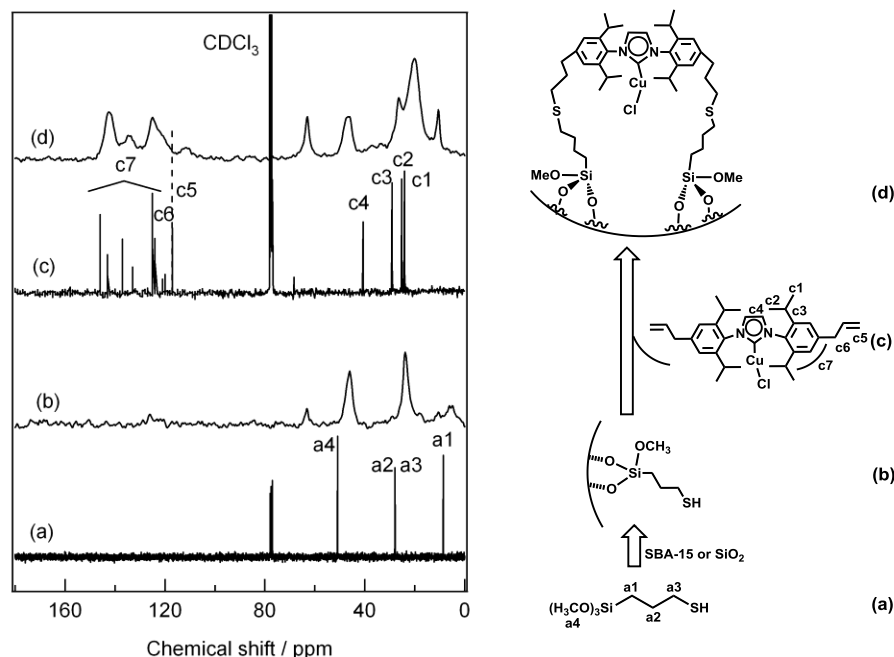 CDCl₃
(d)
c7
c5
c6
c4
c3
c2
c1
(c)
(b)
a4
a2 a3
a1
(a)
160 120 80 40 0
Chemical shift / ppm
N N
Cu
Cl
S S
MeO Si Si OMe
O O O O
(d)
c1
c2
c4 c3
N N
c5
c6
Cu
c7
Cl
(c)
OCH₃
O Si
O
SH
(b)
SBA-15 or SiO₂
a1 a3
(H₃CO)₃Si SH
a4 a2
(a)